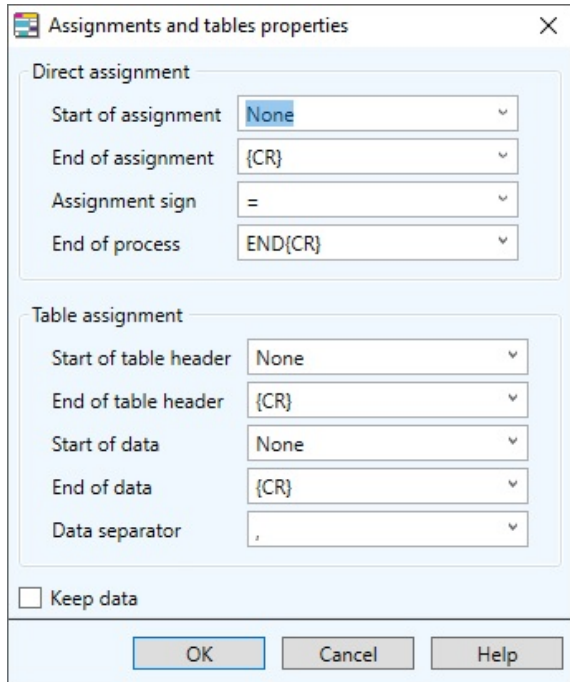 Assignments and tables properties
Direct assignment
Start of assignment None
End of assignment {CR}
Assignment sign =
End of process END{CR}
Table assignment
Start of table header None
End of table header {CR}
Start of data None
End of data {CR}
Data separator ,
Keep data
OK Cancel Help